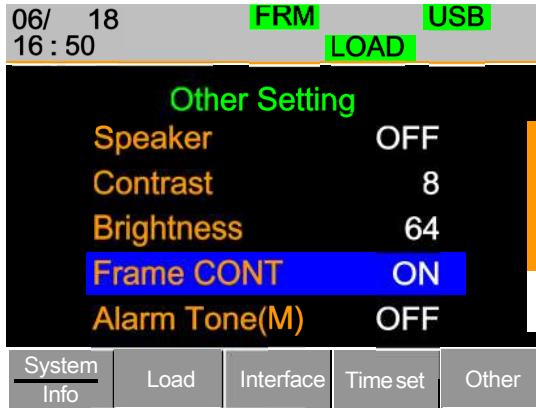 06/ 18 FRM USB
16 : 50 LOAD
Other Setting
Speaker OFF
Contrast 8
Brightness 64
Frame CONT ON
Alarm Tone(M) OFF
System Load Interface Time set Other
Info